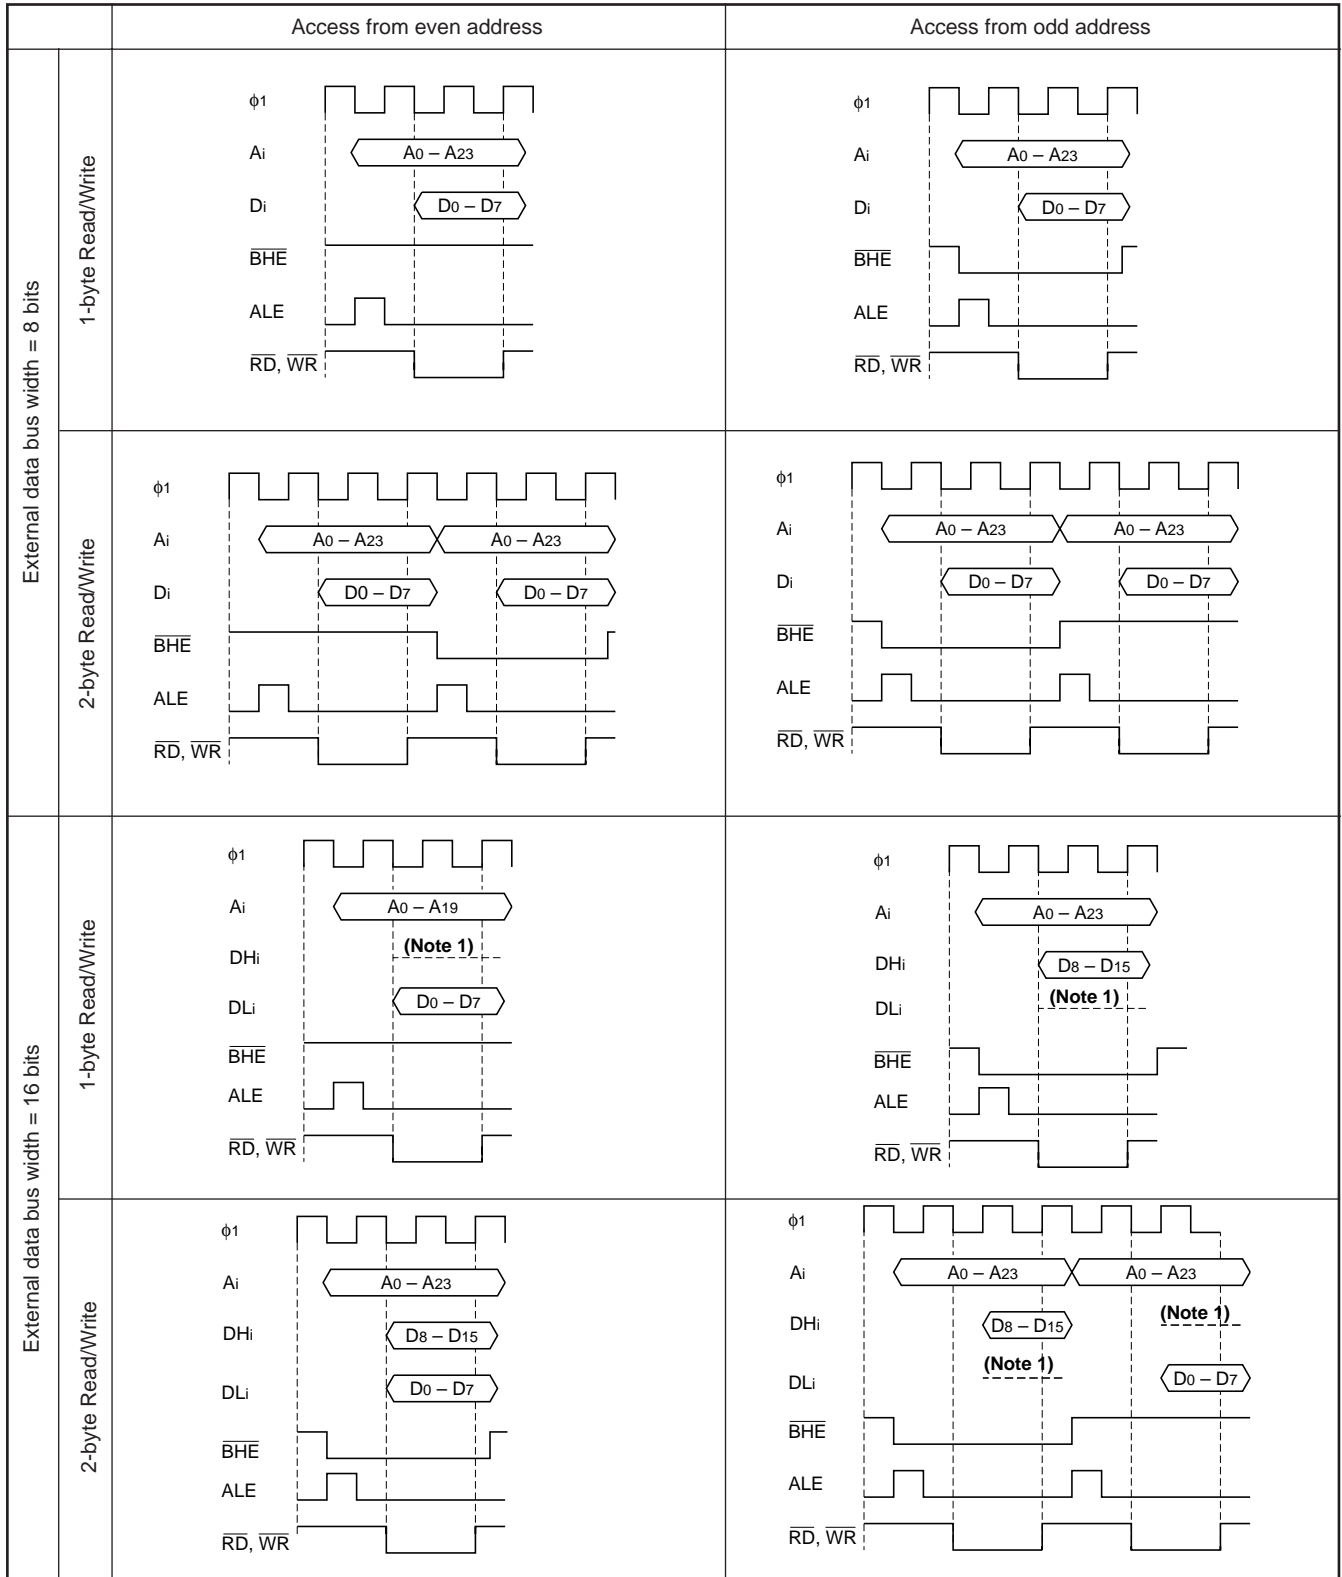 Access from even address
Access from odd address
External data bus width = 8 bits
1-byte Read/Write
ϕ1
Ai
A0 – A23
Di
D0 – D7
BHE
ALE
RD, WR
ϕ1
Ai
A0 – A23
Di
D0 – D7
BHE
ALE
RD, WR
2-byte Read/Write
ϕ1
Ai
A0 – A23
A0 – A23
Di
D0 – D7
D0 – D7
BHE
ALE
RD, WR
ϕ1
Ai
A0 – A23
A0 – A23
Di
D0 – D7
D0 – D7
BHE
ALE
RD, WR
External data bus width = 16 bits
1-byte Read/Write
ϕ1
Ai
A0 – A19
DHi
(Note 1)
DLi
D0 – D7
BHE
ALE
RD, WR
ϕ1
Ai
A0 – A23
DHi
D8 – D15
DLi
(Note 1)
BHE
ALE
RD, WR
2-byte Read/Write
ϕ1
Ai
A0 – A23
DHi
D8 – D15
DLi
D0 – D7
BHE
ALE
RD, WR
ϕ1
Ai
A0 – A23
A0 – A23
DHi
D8 – D15
(Note 1)
DLi
(Note 1)
D0 – D7
BHE
ALE
RD, WR